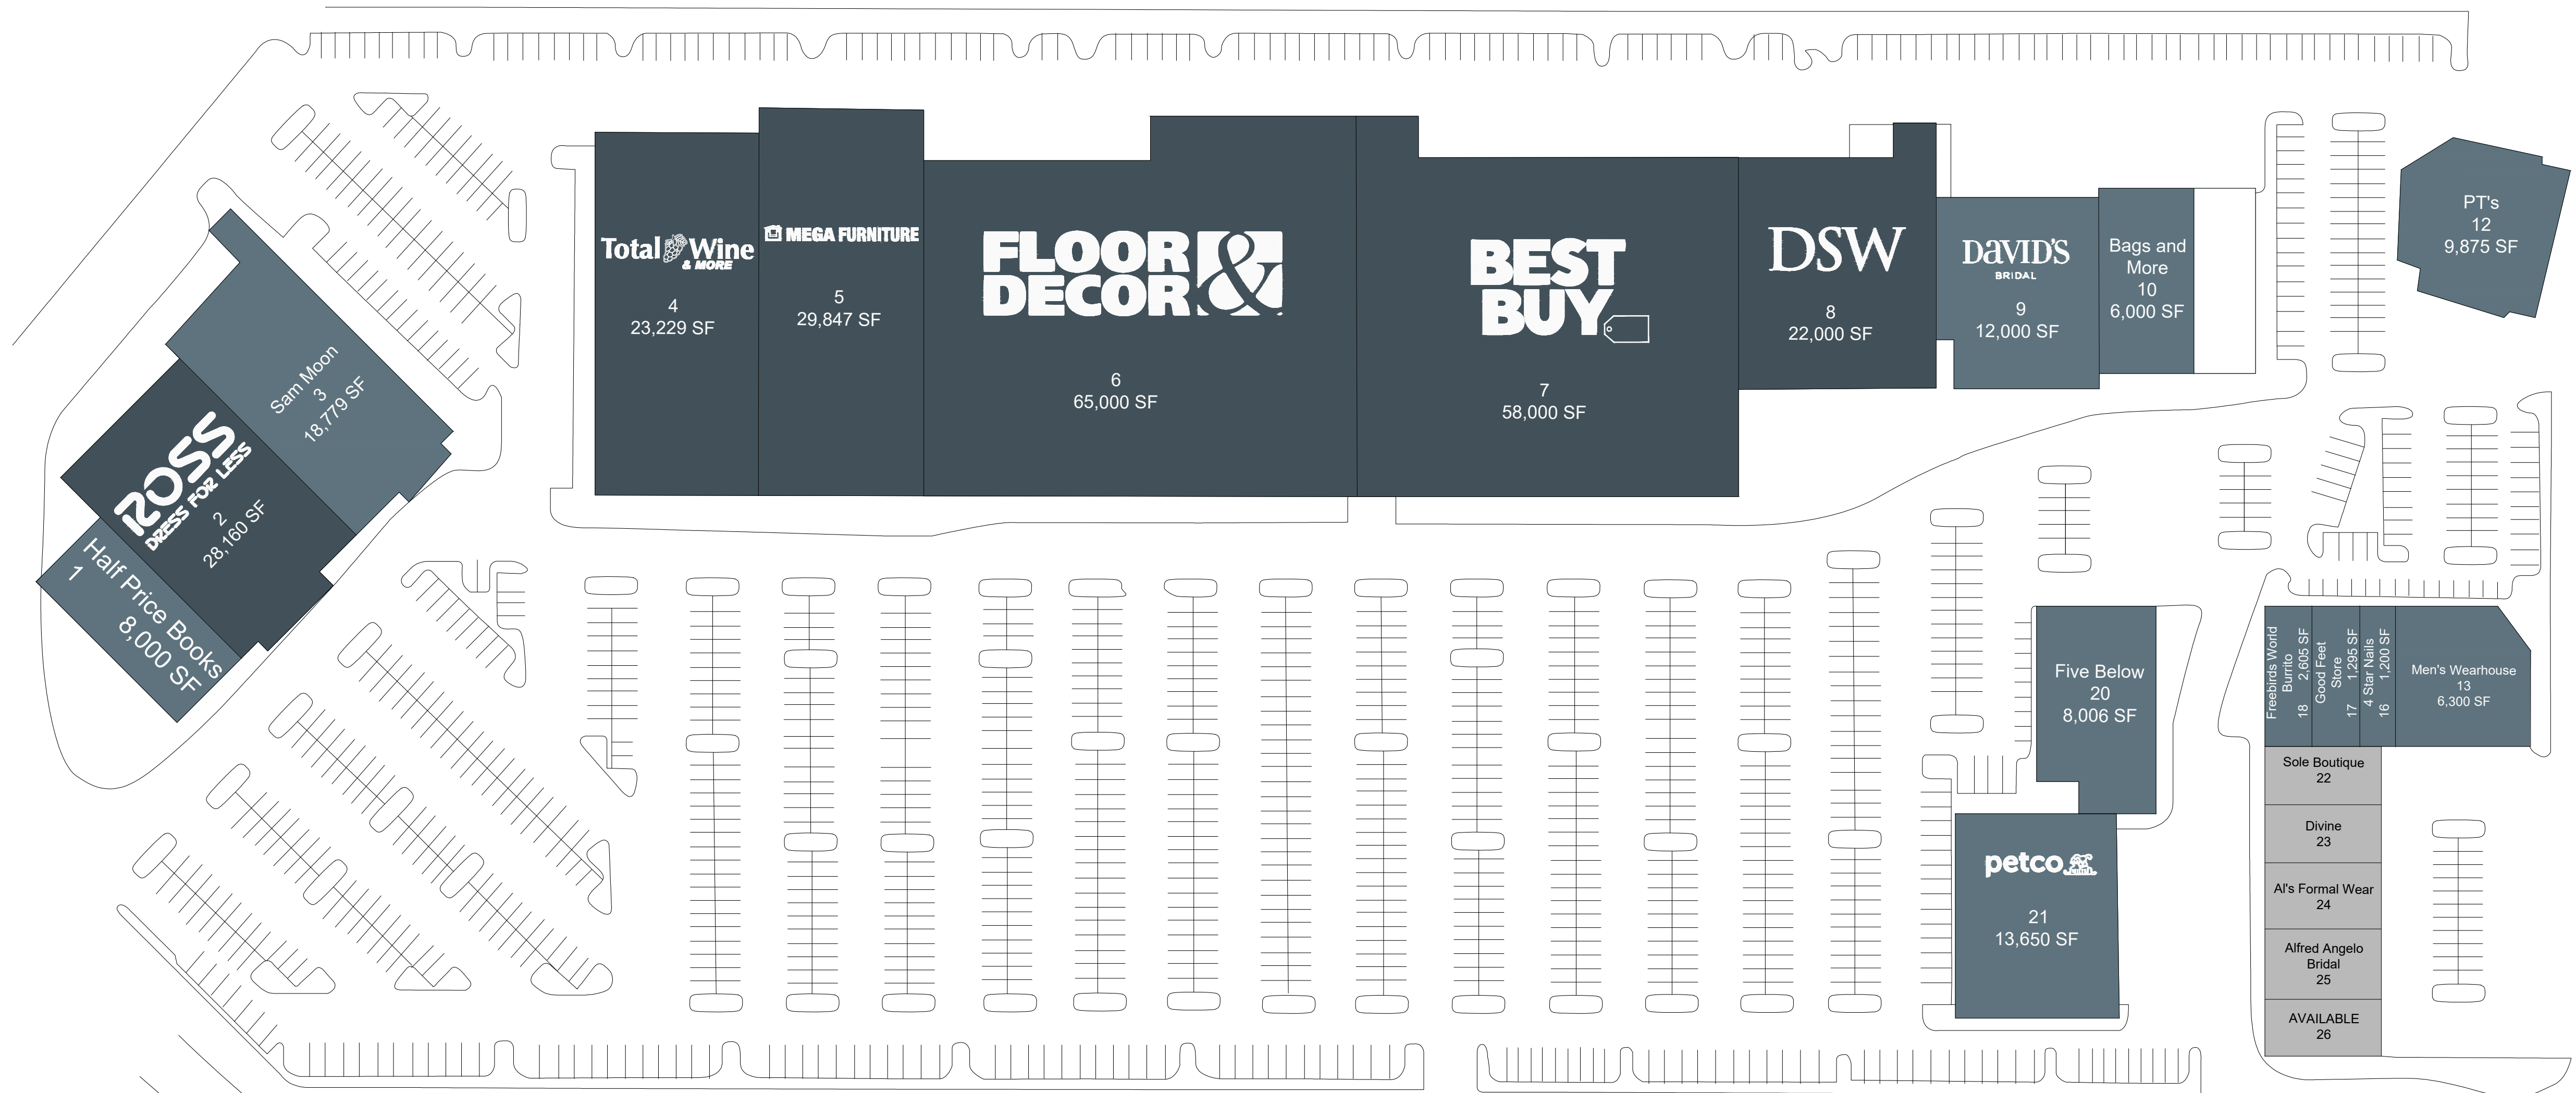 Half Price Books
1
8,000 SF
ROSS
DRESS FOR LESS
2
28,160 SF
Sam Moon
3
18,779 SF
Total Wine
& MORE
4
23,229 SF
MEGA FURNITURE
5
29,847 SF
FLOOR &
DECOR
6
65,000 SF
BEST
BUY
7
58,000 SF
DSW
8
22,000 SF
DAVID'S
BRIDAL
9
12,000 SF
Bags and
More
10
6,000 SF
PT's
12
9,875 SF
Freebirds World
Burrito
18 2,605 SF
Good Feet
Store
17 1,295 SF
4 Star Nails
16 1,200 SF
Men's Wearhouse
13
6,300 SF
Five Below
20
8,006 SF
petco
21
13,650 SF
Sole Boutique
22
Divine
23
Al's Formal Wear
24
Alfred Angelo
Bridal
25
AVAILABLE
26